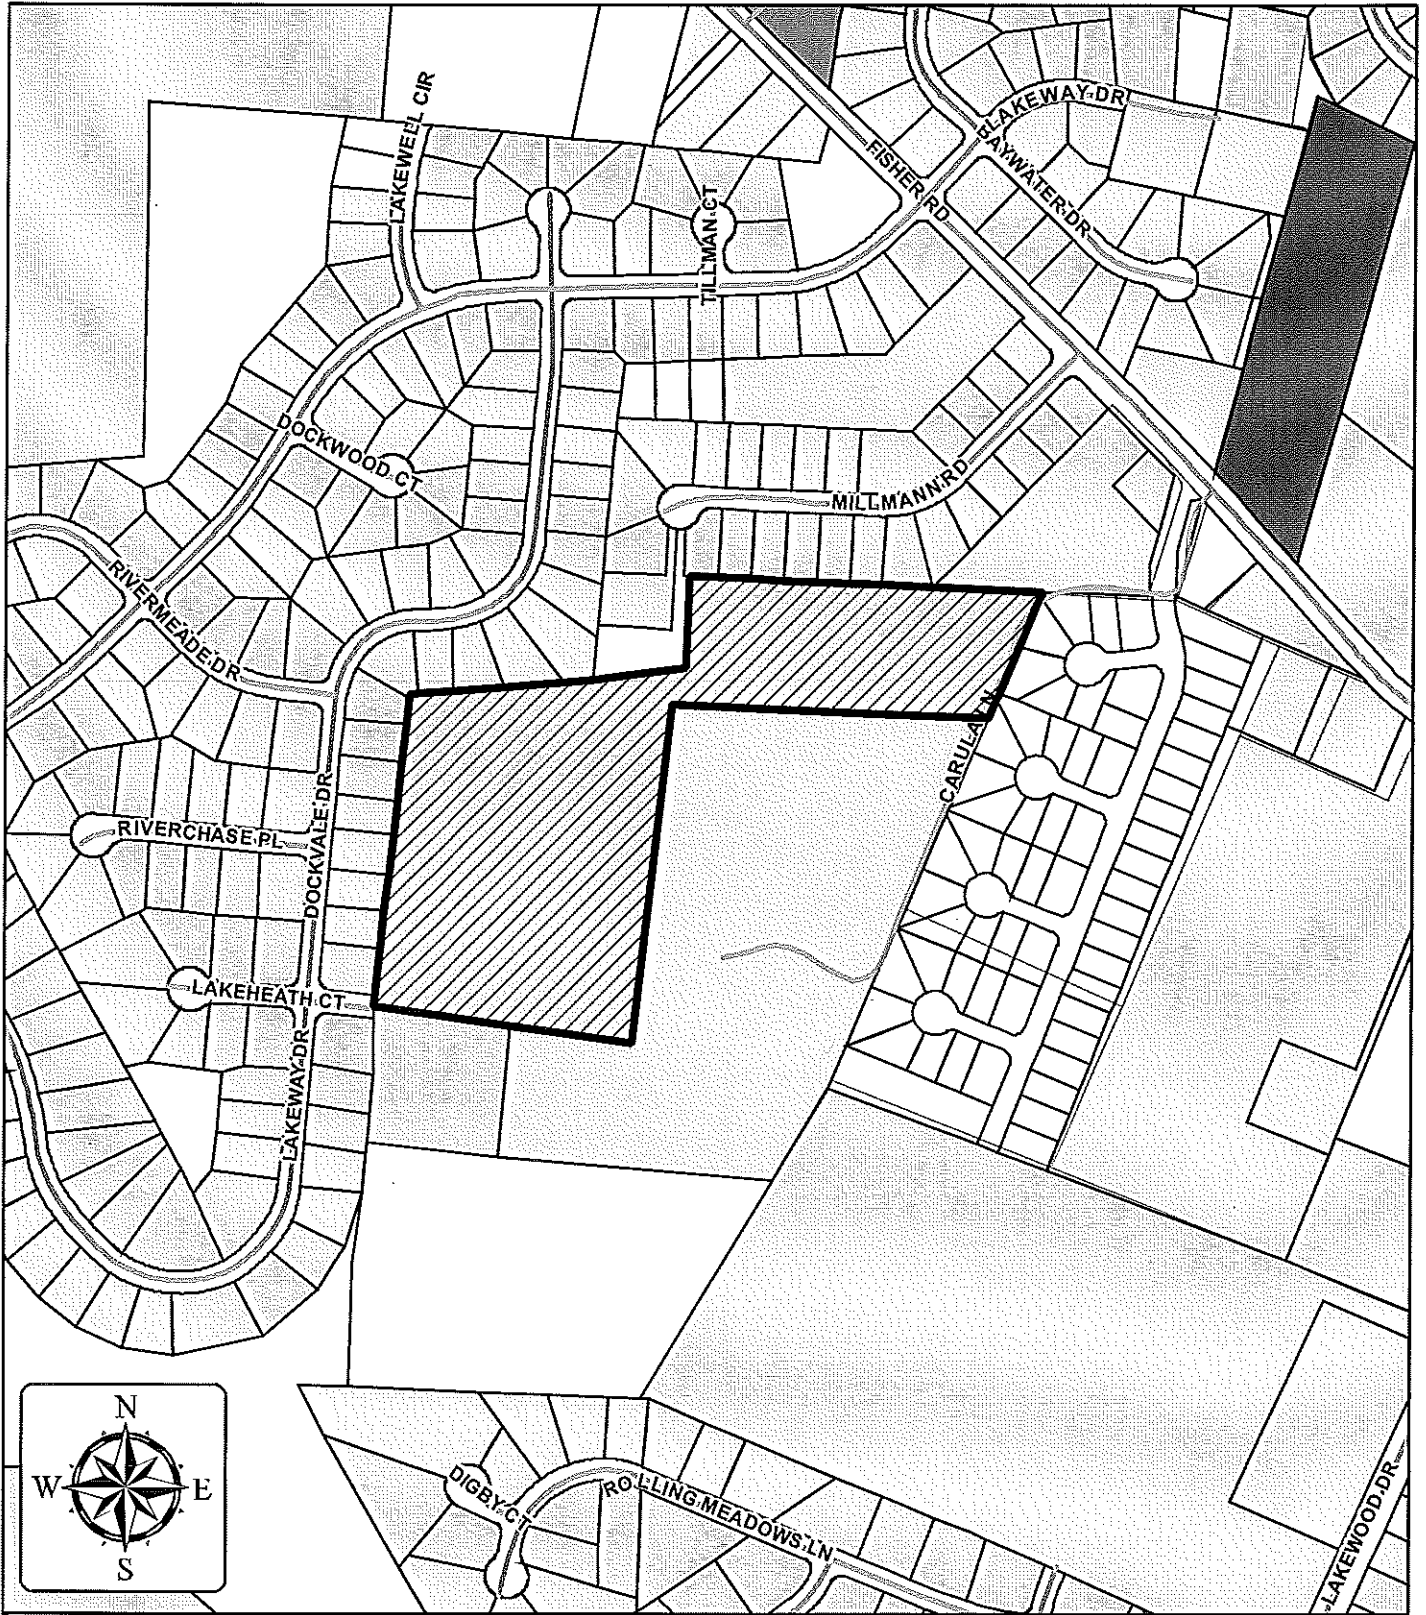 LAKEWELL CIR
LAKEWAY DR
BAYWATER DR
FISHER RD
TILLMAN CT
DOCKWOOD CT
MILLMANN RD
RIVERMEADE DR
CARULA LN
RIVERCHASE PL
DOCKVALE DR
LAKEHEATH CT
LAKEWAY DR
N
W E
S
DIGBY CT
ROLLING MEADOWS LN
LAKEWOOD DR